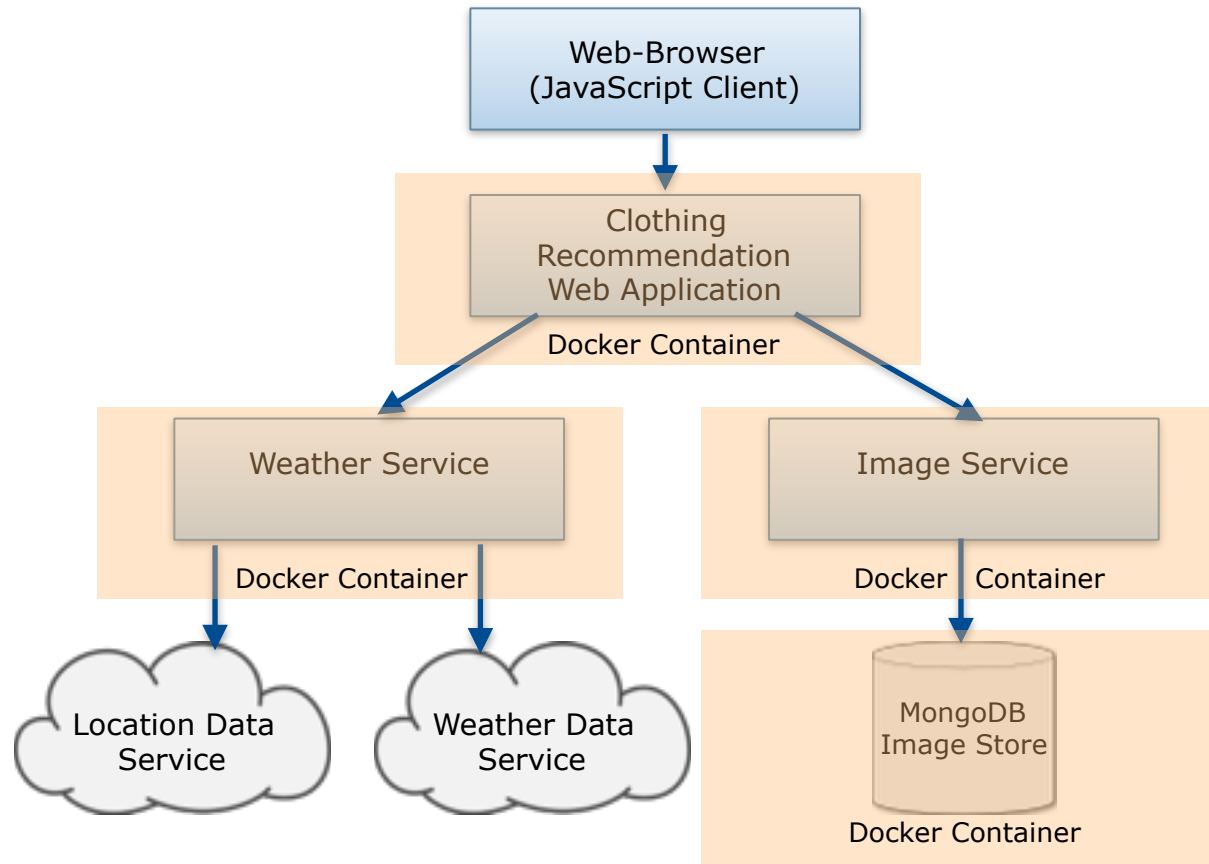 Web-Browser
(JavaScript Client)
Clothing
Recommendation
Web Application
Docker Container
Weather Service
Docker Container
Image Service
Docker Container
Location Data
Service
Weather Data
Service
MongoDB
Image Store
Docker Container